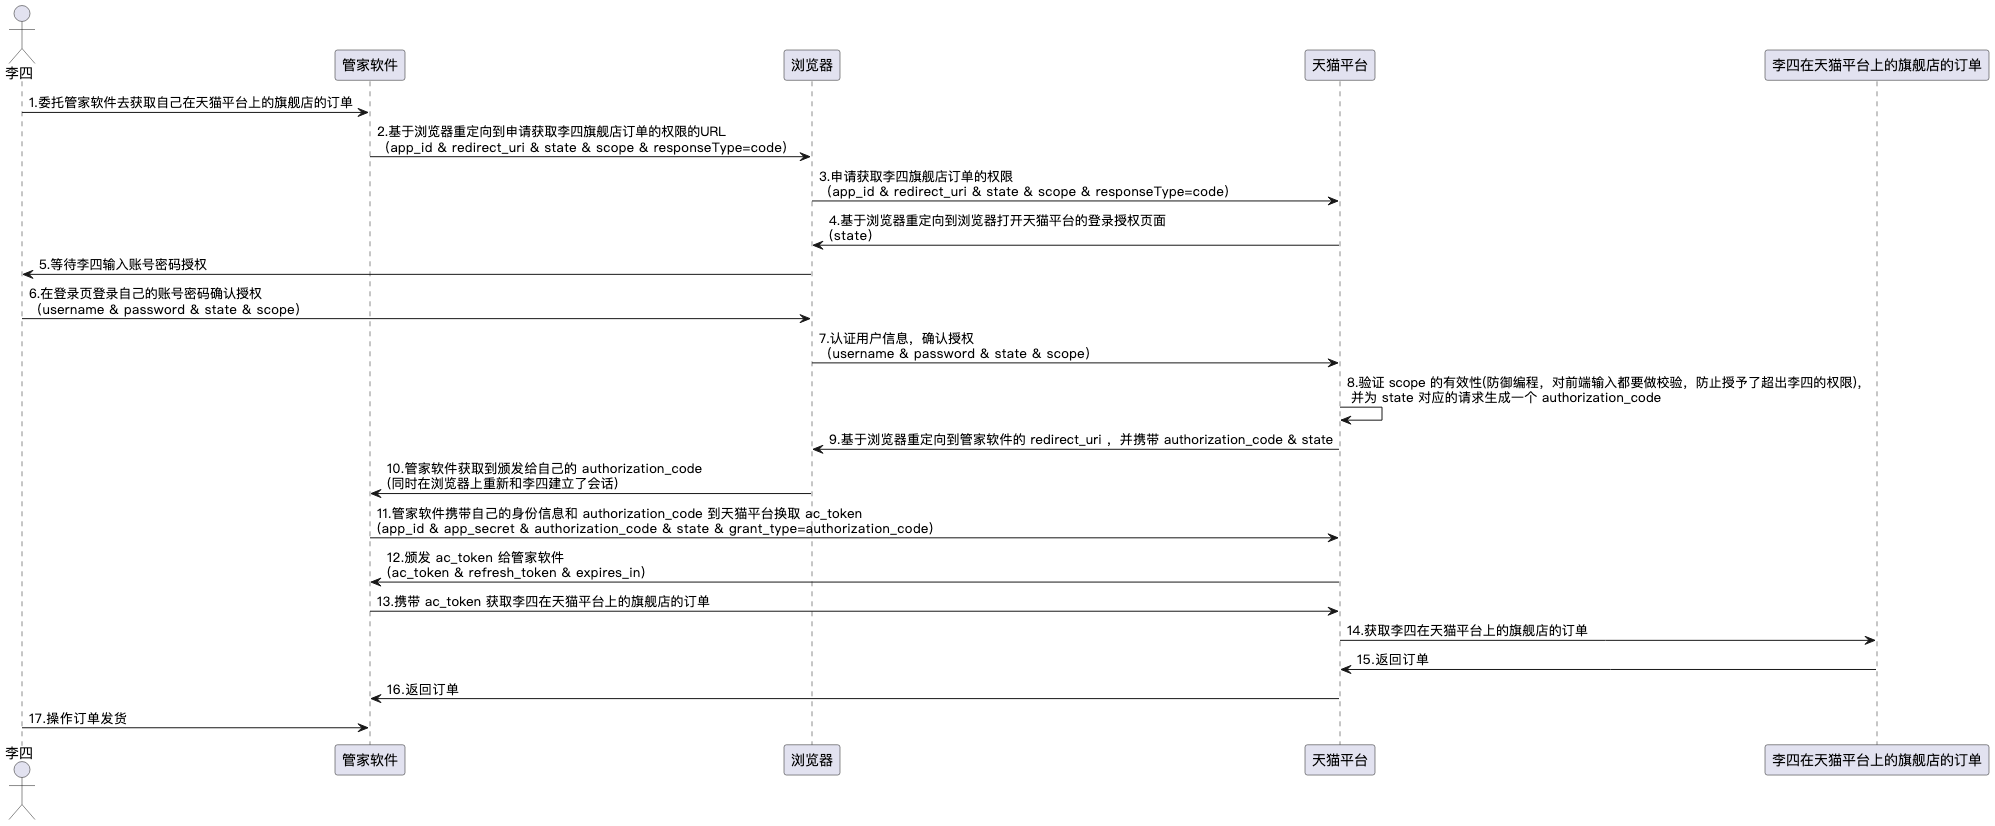 李四
管家软件
浏览器
天猫平台
李四在天猫平台上的旗舰店的订单
1.委托管家软件去获取自己在天猫平台上的旗舰店的订单
2.基于浏览器重定向到申请获取李四旗舰店订单的权限的URL
(app_id & redirect_uri & state & scope & responseType=code)
3.申请获取李四旗舰店订单的权限
(app_id & redirect_uri & state & scope & responseType=code)
4.基于浏览器重定向到浏览器打开天猫平台的登录授权页面
(state)
5.等待李四输入账号密码授权
6.在登录页登录自己的账号密码确认授权
(username & password & state & scope)
7.认证用户信息，确认授权
(username & password & state & scope)
8.验证 scope 的有效性(防御编程，对前端输入都要做校验，防止授予了超出李四的权限)，
并为 state 对应的请求生成一个 authorization_code
9.基于浏览器重定向到管家软件的 redirect_uri ，并携带 authorization_code & state
10.管家软件获取到颁发给自己的 authorization_code
(同时在浏览器上重新和李四建立了会话)
11.管家软件携带自己的身份信息和 authorization_code 到天猫平台换取 ac_token
(app_id & app_secret & authorization_code & state & grant_type=authorization_code)
12.颁发 ac_token 给管家软件
(ac_token & refresh_token & expires_in)
13.携带 ac_token 获取李四在天猫平台上的旗舰店的订单
14.获取李四在天猫平台上的旗舰店的订单
15.返回订单
16.返回订单
17.操作订单发货
李四
管家软件
浏览器
天猫平台
李四在天猫平台上的旗舰店的订单